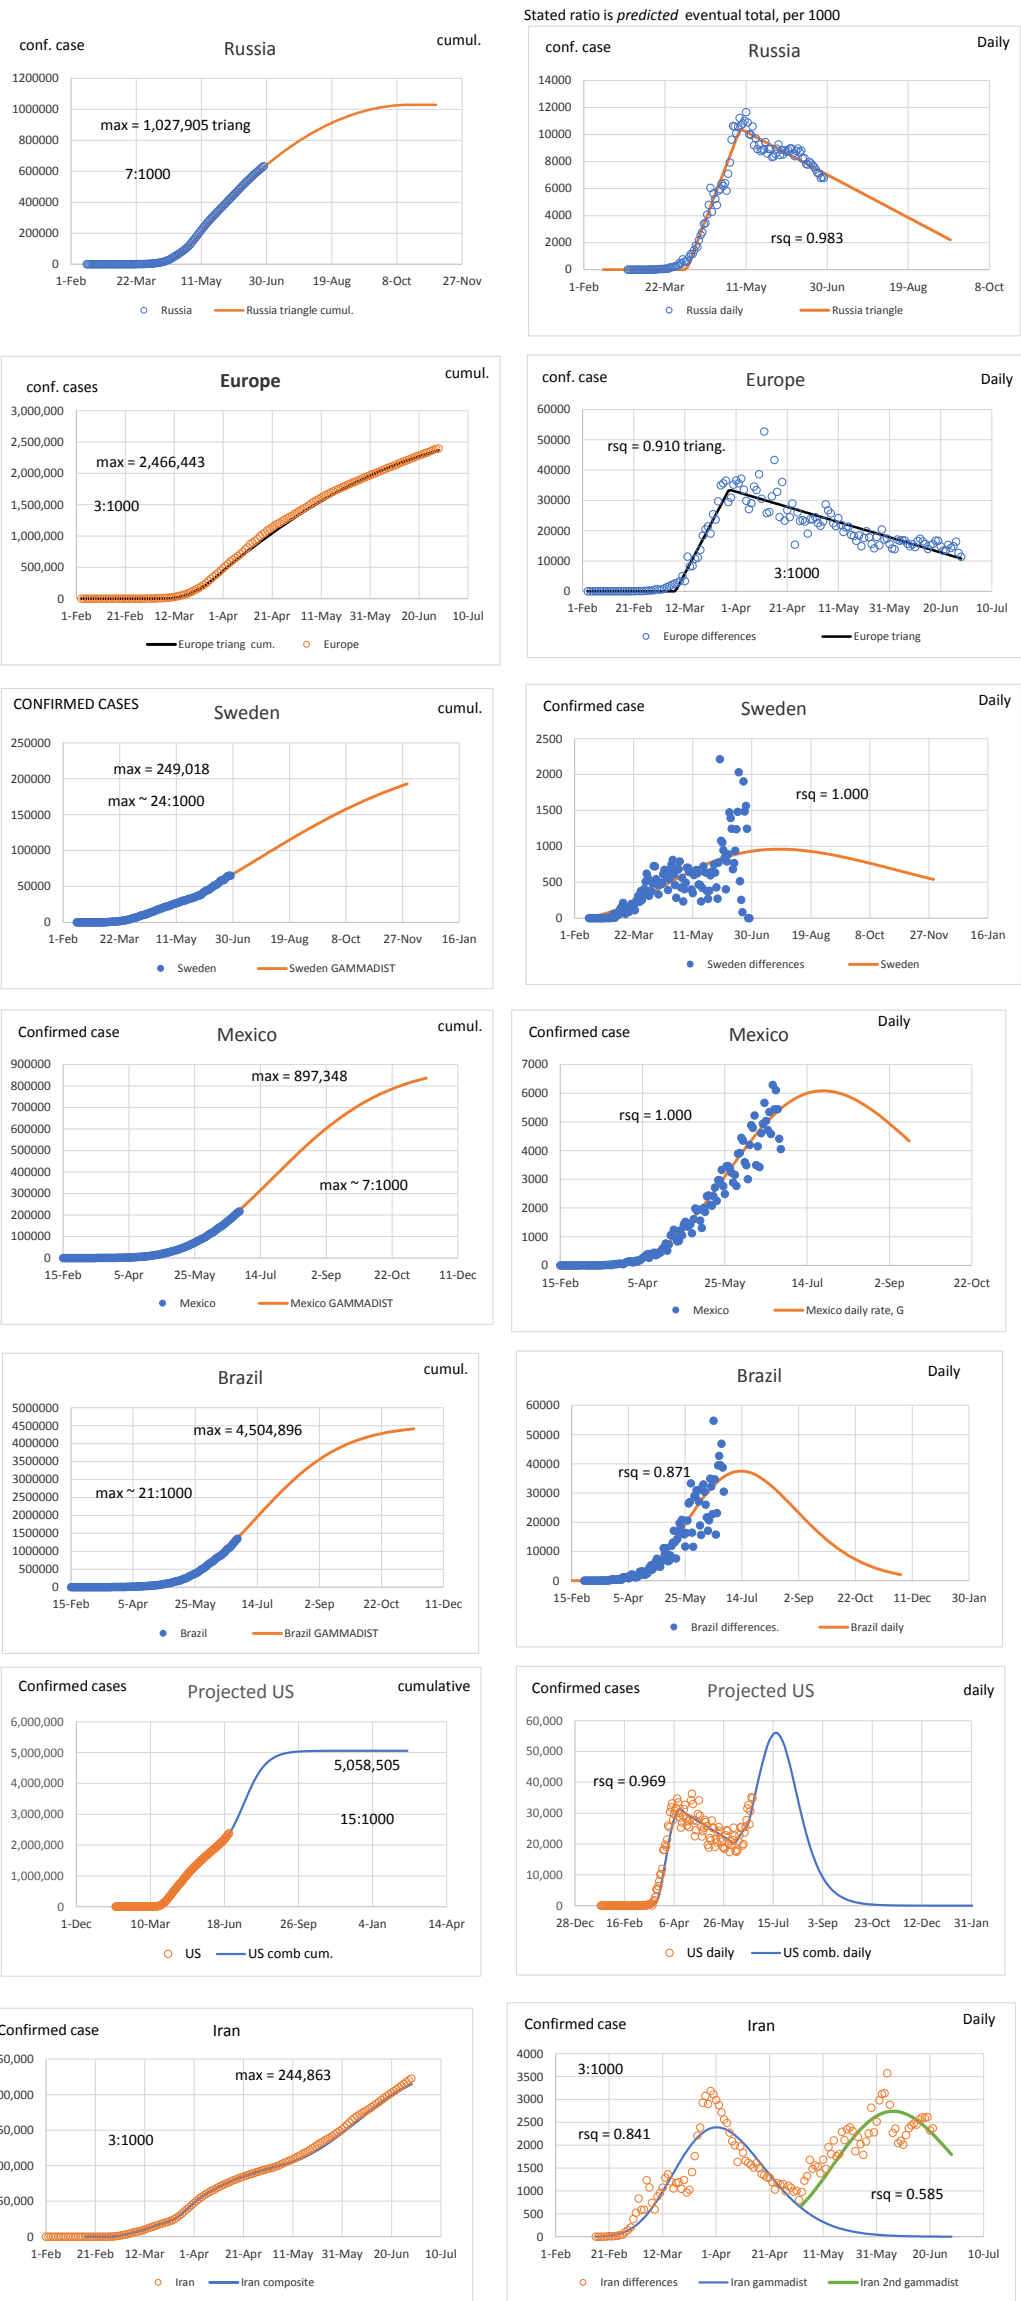 Stated ratio is predicted eventual total, per 1000
conf. case
Russia
cumul.
1200000
1000000
800000
600000
400000
200000
0
max = 1,027,905 triang
7:1000
1-Feb 22-Mar 11-May 30-Jun 19-Aug 8-Oct 27-Nov
Russia Russia triangle cumul.
conf. case
Russia
Daily
14000
12000
10000
8000
6000
4000
2000
0
rsq = 0.983
1-Feb 22-Mar 11-May 30-Jun 19-Aug 8-Oct
Russia daily Russia triangle
conf. cases
Europe
cumul.
3,000,000
2,500,000
2,000,000
1,500,000
1,000,000
500,000
0
max = 2,466,443
3:1000
1-Feb 21-Feb 12-Mar 1-Apr 21-Apr 11-May 31-May 20-Jun 10-Jul
Europe triang cum. Europe
conf. case
Europe
Daily
60000
50000
40000
30000
20000
10000
0
rsq = 0.910 triang.
3:1000
1-Feb 21-Feb 12-Mar 1-Apr 21-Apr 11-May 31-May 20-Jun 10-Jul
Europe differences Europe triang
CONFIRMED CASES
Sweden
cumul.
250000
200000
150000
100000
50000
0
max = 249,018
max ~ 24:1000
1-Feb 22-Mar 11-May 30-Jun 19-Aug 8-Oct 27-Nov 16-Jan
Sweden Sweden GAMMADIST
Confirmed case
Sweden
Daily
2500
2000
1500
1000
500
0
rsq = 1.000
1-Feb 22-Mar 11-May 30-Jun 19-Aug 8-Oct 27-Nov 16-Jan
Sweden differences Sweden
Confirmed case
Mexico
cumul.
900000
800000
700000
600000
500000
400000
300000
200000
100000
0
max = 897,348
max ~ 7:1000
15-Feb 5-Apr 25-May 14-Jul 2-Sep 22-Oct 11-Dec
Mexico Mexico GAMMADIST
Confirmed case
Mexico
Daily
7000
6000
5000
4000
3000
2000
1000
0
rsq = 1.000
15-Feb 5-Apr 25-May 14-Jul 2-Sep 22-Oct
Mexico Mexico daily rate, G
Brazil
cumul.
5000000
4500000
4000000
3500000
3000000
2500000
2000000
1500000
1000000
500000
0
max = 4,504,896
max ~ 21:1000
15-Feb 5-Apr 25-May 14-Jul 2-Sep 22-Oct 11-Dec
Brazil Brazil GAMMADIST
Brazil
Daily
60000
50000
40000
30000
20000
10000
0
rsq = 0.871
15-Feb 5-Apr 25-May 14-Jul 2-Sep 22-Oct 11-Dec 30-Jan
Brazil differences. Brazil daily
Confirmed cases
Projected US
cumulative
6,000,000
5,000,000
4,000,000
3,000,000
2,000,000
1,000,000
0
5,058,505
15:1000
1-Dec 10-Mar 18-Jun 26-Sep 4-Jan 14-Apr
US US comb cum.
Confirmed cases
Projected US
daily
60,000
50,000
40,000
30,000
20,000
10,000
0
rsq = 0.969
28-Dec 16-Feb 6-Apr 26-May 15-Jul 3-Sep 23-Oct 12-Dec 31-Jan
US daily US comb. daily
Confirmed case
Iran
50,000
00,000
50,000
00,000
50,000
0
max = 244,863
3:1000
1-Feb 21-Feb 12-Mar 1-Apr 21-Apr 11-May 31-May 20-Jun 10-Jul
Iran Iran composite
Confirmed case
Iran
Daily
4000
3500
3000
2500
2000
1500
1000
500
0
3:1000
rsq = 0.841
rsq = 0.585
1-Feb 21-Feb 12-Mar 1-Apr 21-Apr 11-May 31-May 20-Jun 10-Jul
Iran differences Iran gammadist Iran 2nd gammadist